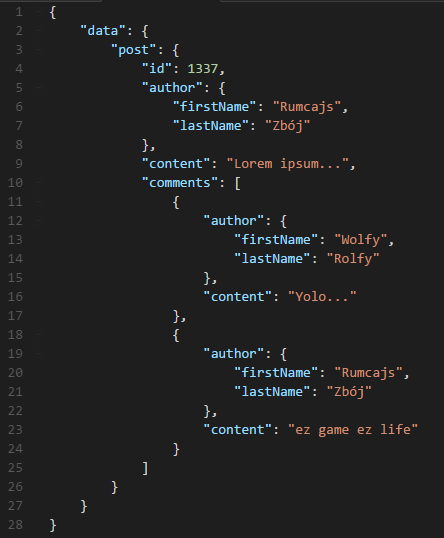 1 {
2     "data": {
3         "post": {
4             "id": 1337,
5             "author": {
6                 "firstName": "Rumcajs",
7                 "lastName": "Zbój"
8             },
9             "content": "Lorem ipsum...",
10             "comments": [
11                 {
12                     "author": {
13                         "firstName": "Wolfy",
14                         "lastName": "Rolfy"
15                     },
16                     "content": "Yolo..."
17                 },
18                 {
19                     "author": {
20                         "firstName": "Rumcajs",
21                         "lastName": "Zbój"
22                     },
23                     "content": "ez game ez life"
24                 }
25             ]
26         }
27     }
28 }